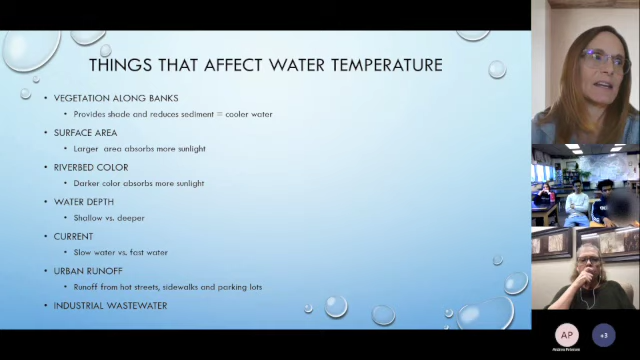 THINGS THAT AFFECT WATER TEMPERATURE
• VEGETATION ALONG BANKS
• Provides shade and reduces sediment = cooler water
• SURFACE AREA
• Larger area absorbs more sunlight
• RIVERBED COLOR
• Darker color absorbs more sunlight
• WATER DEPTH
• Shallow vs. deeper
• CURRENT
• Slow water vs. fast water
• URBAN RUNOFF
• Runoff from hot streets, sidewalks and parking lots
• INDUSTRIAL WASTEWATER
AP
+3